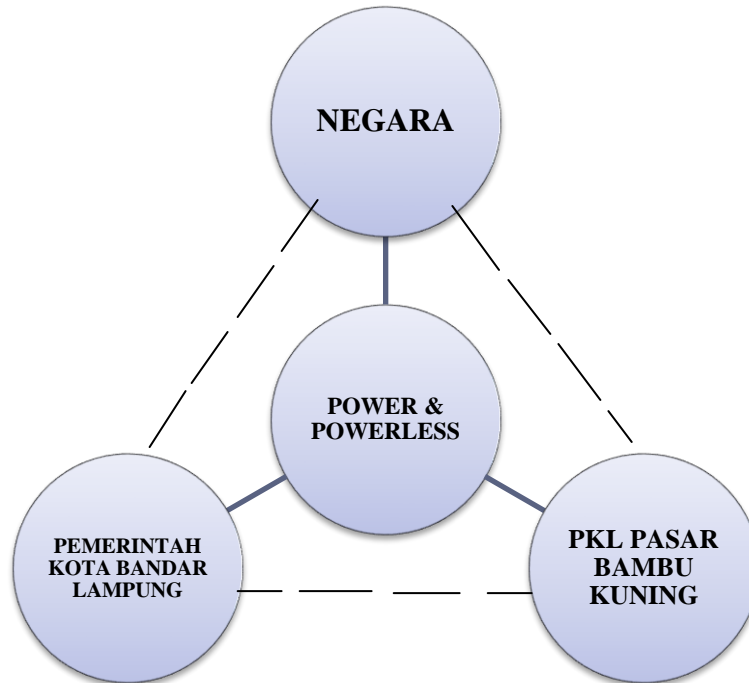 NEGARA
POWER &
POWERLESS
PEMERINTAH
KOTA BANDAR
LAMPUNG
PKL PASAR
BAMBU
KUNING